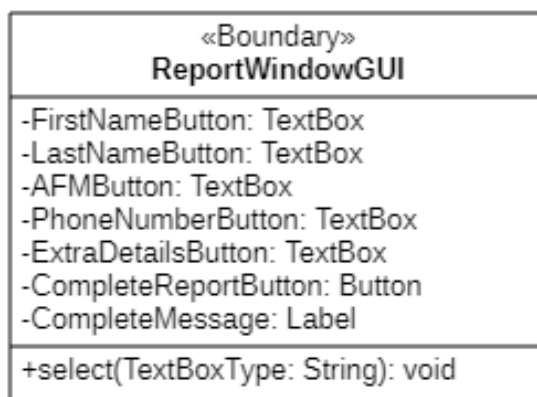 «Boundary»
ReportWindowGUI
-FirstNameButton: TextBox
-LastNameButton: TextBox
-AFMButton: TextBox
-PhoneNumberButton: TextBox
-ExtraDetailsButton: TextBox
-CompleteReportButton: Button
-CompleteMessage: Label
+select(TextBoxType: String): void